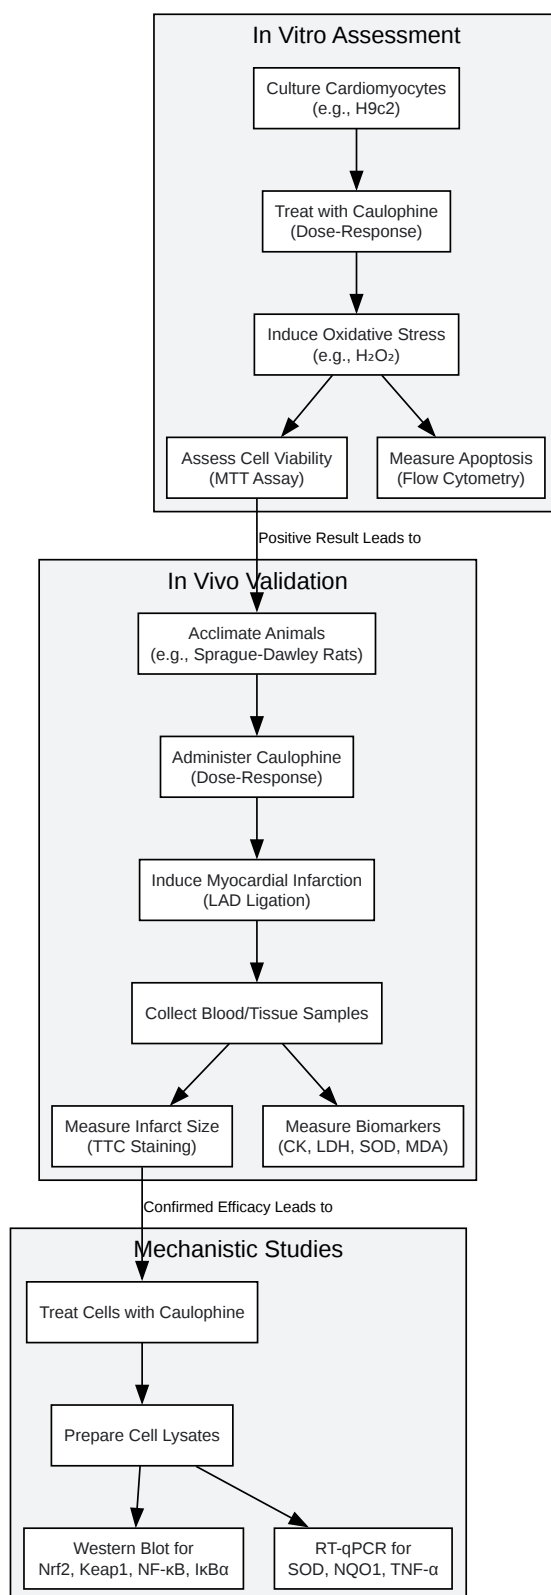 In Vitro Assessment
Culture Cardiomyocytes
(e.g., H9c2)
Treat with Caulophine
(Dose-Response)
Induce Oxidative Stress
(e.g., H₂O₂)
Assess Cell Viability
(MTT Assay)
Measure Apoptosis
(Flow Cytometry)
Positive Result Leads to
In Vivo Validation
Acclimate Animals
(e.g., Sprague-Dawley Rats)
Administer Caulophine
(Dose-Response)
Induce Myocardial Infarction
(LAD Ligation)
Collect Blood/Tissue Samples
Measure Infarct Size
(TTC Staining)
Measure Biomarkers
(CK, LDH, SOD, MDA)
Confirmed Efficacy Leads to
Mechanistic Studies
Treat Cells with Caulophine
Prepare Cell Lysates
Western Blot for
Nrf2, Keap1, NF-κB, IκBα
RT-qPCR for
SOD, NQO1, TNF-α